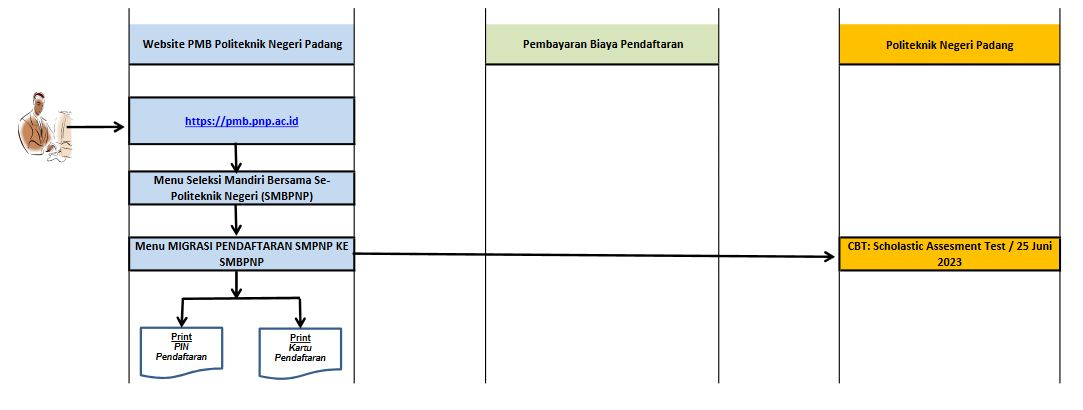 Website PMB Politeknik Negeri Padang
Pembayaran Biaya Pendaftaran
Politeknik Negeri Padang
https://pmb.pnp.ac.id
Menu Seleksi Mandiri Bersama Se-
Politeknik Negeri (SMBPNP)
Menu MIGRASI PENDAFTARAN SMPNP KE
SMBPNP
CBT: Scholastic Assesment Test / 25 Juni
2023
Print
PIN
Pendaftaran
Print
Kartu
Pendaftaran